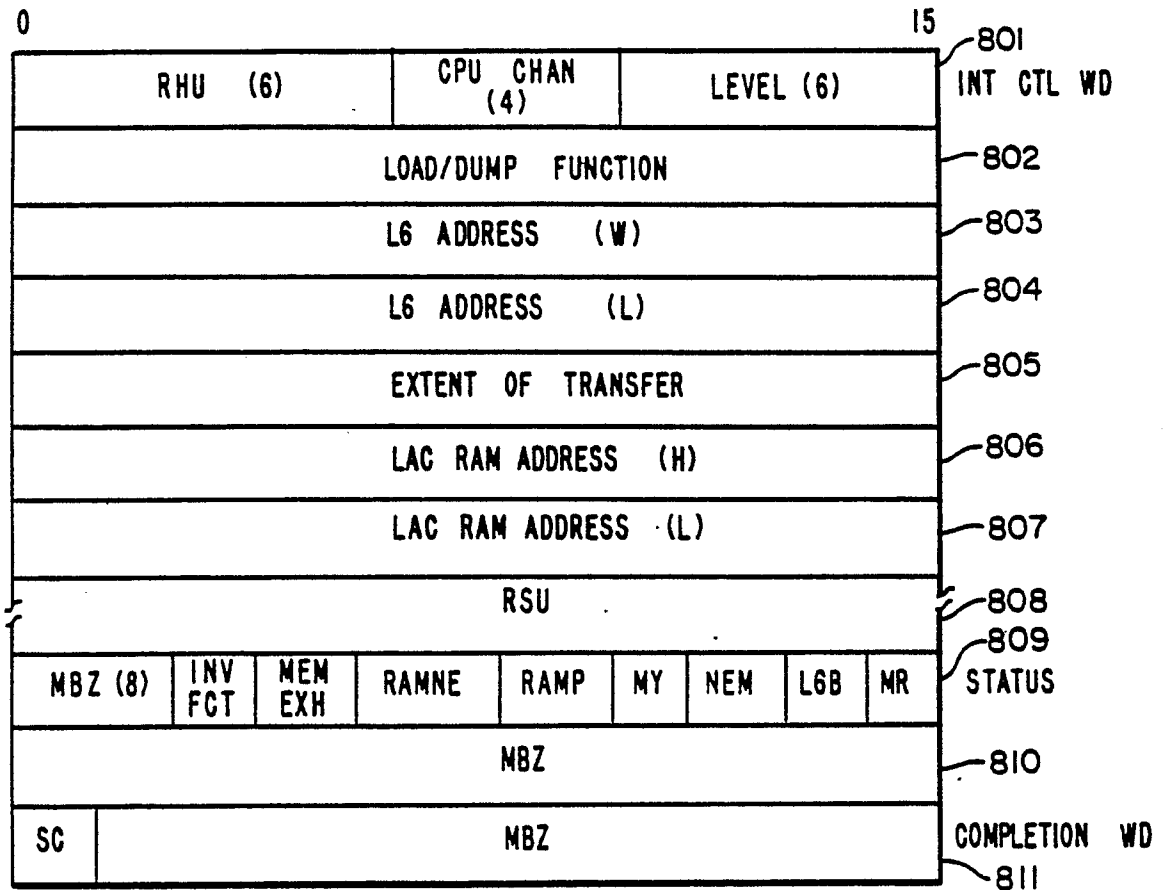 0 15
RHU (6) CPU CHAN (4) LEVEL (6) 801 INT CTL WD
LOAD/DUMP FUNCTION 802
L6 ADDRESS (W) 803
L6 ADDRESS (L) 804
EXTENT OF TRANSFER 805
LAC RAM ADDRESS (H) 806
LAC RAM ADDRESS (L) 807
RSU 808
809
MBZ (8) INV FCT MEM EXH RAMNE RAMP MY NEM L6B MR STATUS
MBZ 810
SC MBZ COMPLETION WD
811